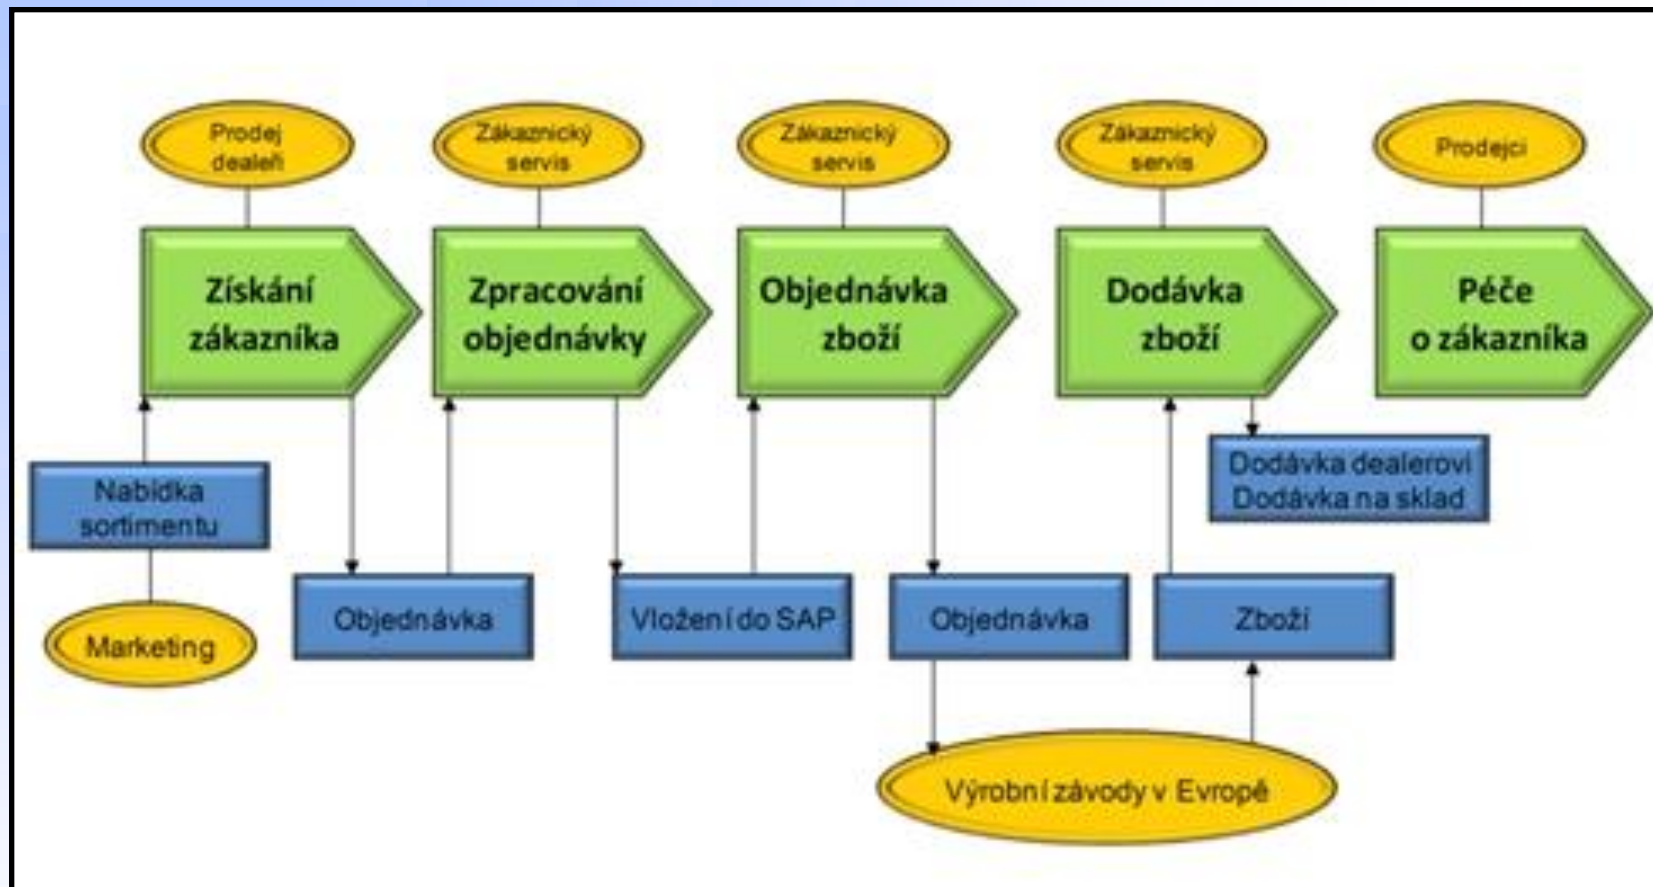 Prodej
dealeři
Zákaznický
servis
Zákaznický
servis
Zákaznický
servis
Prodejci
Získání
zákazníka
Zpracování
objednávky
Objednávka
zboží
Dodávka
zboží
Péče
o zákazníka
Nabídka
sortimentu
Dodávka dealerovi
Dodávka na sklad
Marketing
Objednávka
Vložení do SAP
Objednávka
Zboží
Výrobní závody v Evropě